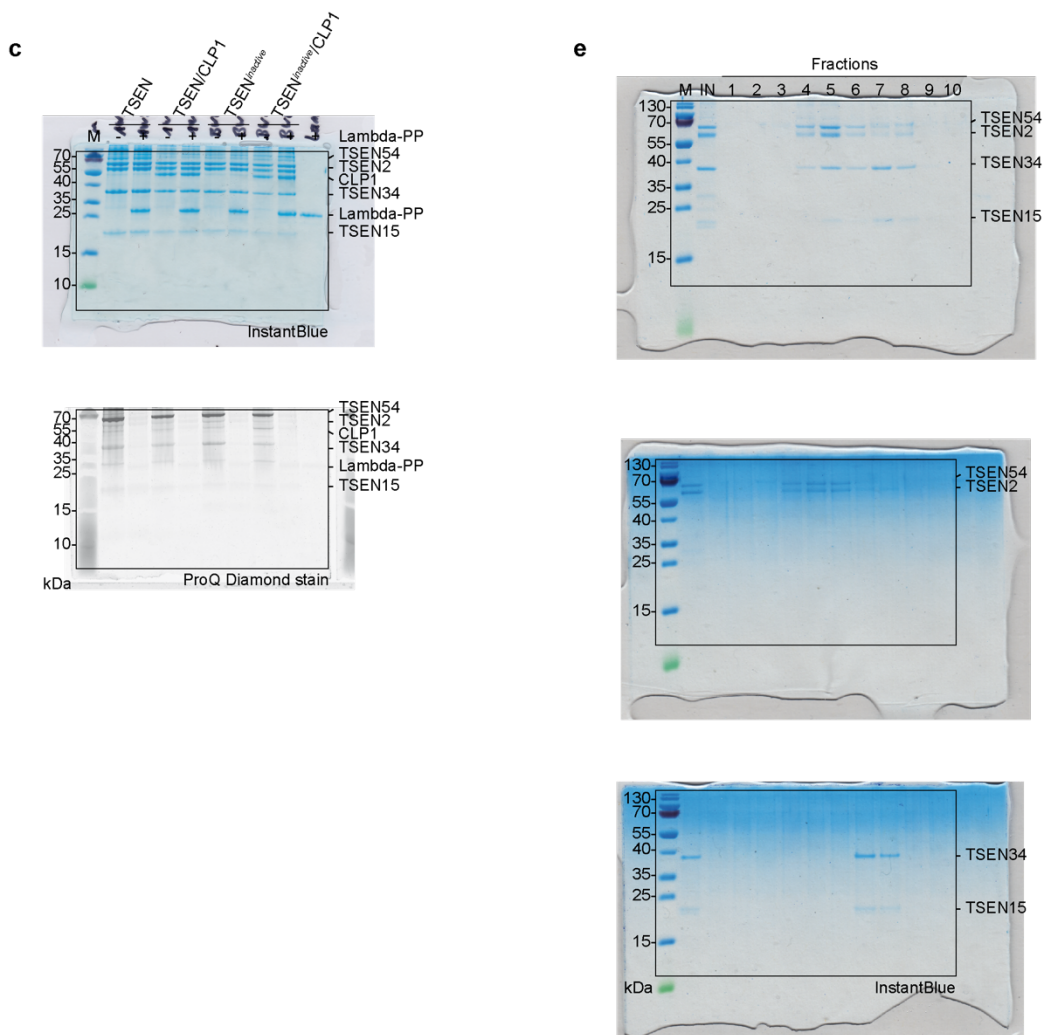 c
TSEN
TSEN/CLP1
TSENinactive
TSENinactive/CLP1
M - + - + - + - + + Lambda-PP
70
55
40
35
25
15
10
TSEN54
TSEN2
CLP1
TSEN34
Lambda-PP
TSEN15
InstantBlue
70
55
40
35
25
15
10
kDa
TSEN54
TSEN2
CLP1
TSEN34
Lambda-PP
TSEN15
ProQ Diamond stain
e
Fractions
M IN 1 2 3 4 5 6 7 8 9 10
130
70
55
40
35
25
15
TSEN54
TSEN2
TSEN34
TSEN15
130
70
55
40
35
25
15
TSEN54
TSEN2
130
70
55
40
35
25
15
kDa
TSEN34
TSEN15
InstantBlue